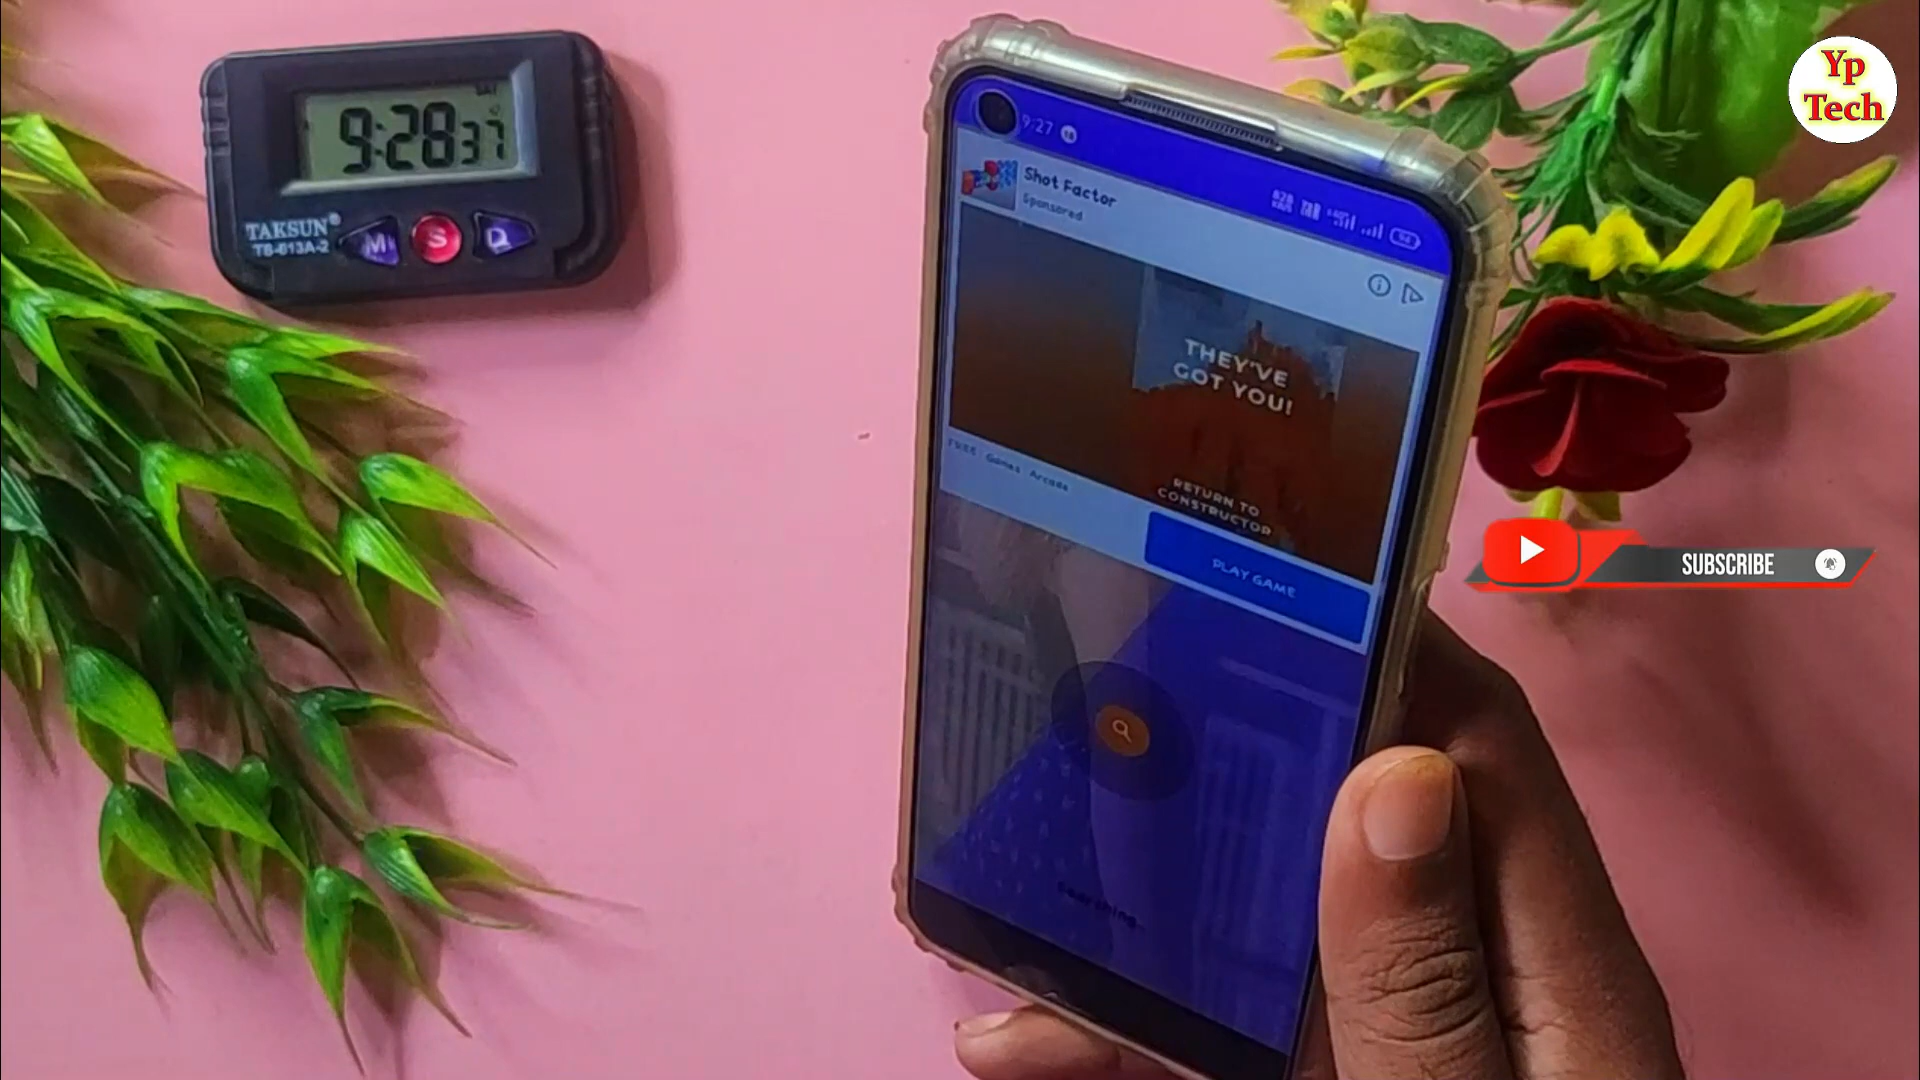 SAT
9:28 37
TAKSUN®
TS-613A-2
M S D
9:27
Shot Factor
Sponsored
THEY'VE
GOT YOU!
RETURN TO
CONSTRUCTOR
FREE Games Arcade
PLAY GAME
Searching...
Yp
Tech
SUBSCRIBE